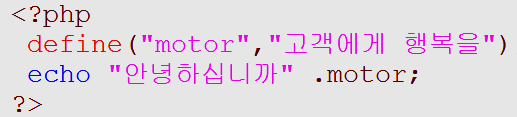 <?php
define("motor","고객에게 행복을")
echo "안녕하십니까" .motor;
?>